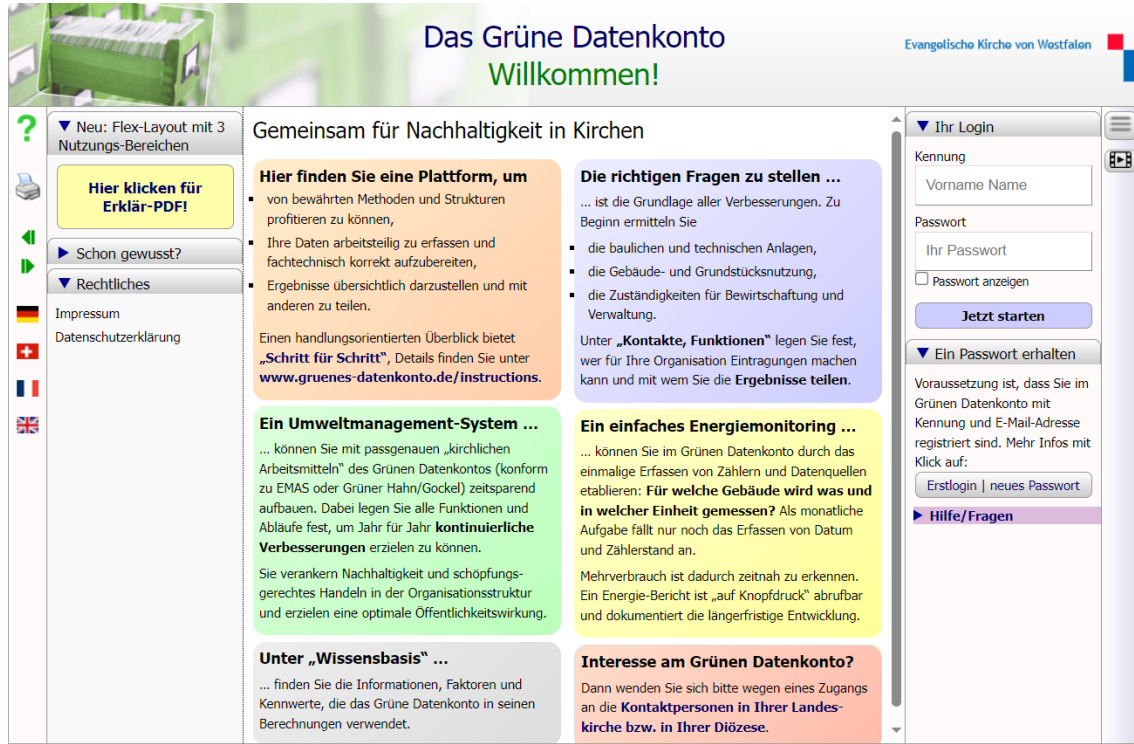 Das Grüne Datenkonto
Willkommen!
Evangelische Kirche von Westfalen
?
▼ Neu: Flex-Layout mit 3
Nutzungs-Bereichen
Hier klicken für
Erklär-PDF!
▶ Schon gewusst?
▼ Rechtliches
Impressum
Datenschutzerklärung
Gemeinsam für Nachhaltigkeit in Kirchen
Hier finden Sie eine Plattform, um
▪ von bewährten Methoden und Strukturen
profitieren zu können,
▪ Ihre Daten arbeitsteilig zu erfassen und
fachtechnisch korrekt aufzubereiten,
▪ Ergebnisse übersichtlich darzustellen und mit
anderen zu teilen.
Einen handlungsorientierten Überblick bietet
„Schritt für Schritt“, Details finden Sie unter
www.gruenes-datenkonto.de/instructions.
Die richtigen Fragen zu stellen ...
... ist die Grundlage aller Verbesserungen. Zu
Beginn ermitteln Sie
▪ die baulichen und technischen Anlagen,
▪ die Gebäude- und Grundstücksnutzung,
▪ die Zuständigkeiten für Bewirtschaftung und
Verwaltung.
Unter „Kontakte, Funktionen“ legen Sie fest,
wer für Ihre Organisation Eintragungen machen
kann und mit wem Sie die Ergebnisse teilen.
Ein Umweltmanagement-System ...
... können Sie mit passgenauen „kirchlichen
Arbeitsmitteln“ des Grünen Datenkontos (konform
zu EMAS oder Grüner Hahn/Gockel) zeitsparend
aufbauen. Dabei legen Sie alle Funktionen und
Abläufe fest, um Jahr für Jahr kontinuierliche
Verbesserungen erzielen zu können.
Sie verankern Nachhaltigkeit und schöpfungs-
gerechtes Handeln in der Organisationsstruktur
und erzielen eine optimale Öffentlichkeitswirkung.
Ein einfaches Energiemonitoring ...
... können Sie im Grünen Datenkonto durch das
einmalige Erfassen von Zählern und Datenquellen
etablieren: Für welche Gebäude wird was und
in welcher Einheit gemessen? Als monatliche
Aufgabe fällt nur noch das Erfassen von Datum
und Zählerstand an.
Mehrverbrauch ist dadurch zeitnah zu erkennen.
Ein Energie-Bericht ist „auf Knopfdruck“ abrufbar
und dokumentiert die längerfristige Entwicklung.
Unter „Wissensbasis“ ...
... finden Sie die Informationen, Faktoren und
Kennwerte, die das Grüne Datenkonto in seinen
Berechnungen verwendet.
Interesse am Grünen Datenkonto?
Dann wenden Sie sich bitte wegen eines Zugangs
an die Kontaktpersonen in Ihrer Landes-
kirche bzw. in Ihrer Diözese.
▼ Ihr Login
Kennung
Vorname Name
Passwort
Ihr Passwort
Passwort anzeigen
Jetzt starten
▼ Ein Passwort erhalten
Voraussetzung ist, dass Sie im
Grünen Datenkonto mit
Kennung und E-Mail-Adresse
registriert sind. Mehr Infos mit
Klick auf:
Erstlogin | neues Passwort
▶ Hilfe/Fragen